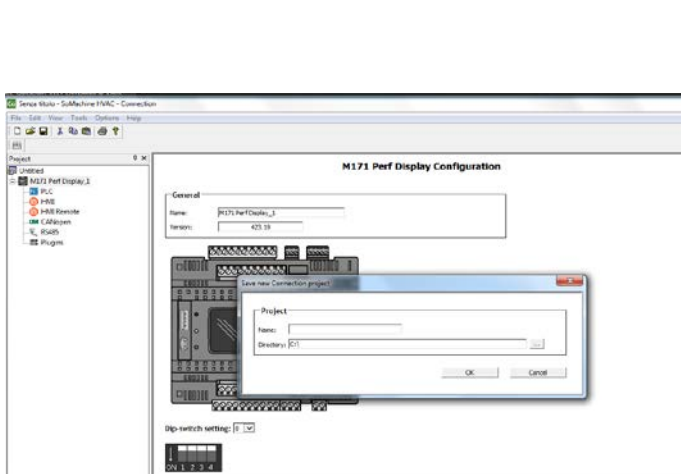 Senza titolo - SoMachine HVAC - Connection
File Edit View Tools Options Help
Project
Untitled
M171 Perf Display_1
PLC
HMI
HMI Remote
CANopen
RS485
Plugins
M171 Perf Display Configuration
General
Name: M171 Perf Display_1
Version: 423.19
Save new Connection project
Project
Name:
Directory: C:\
...
OK Cancel
Dip-switch setting: 0
ON 1 2 3 4